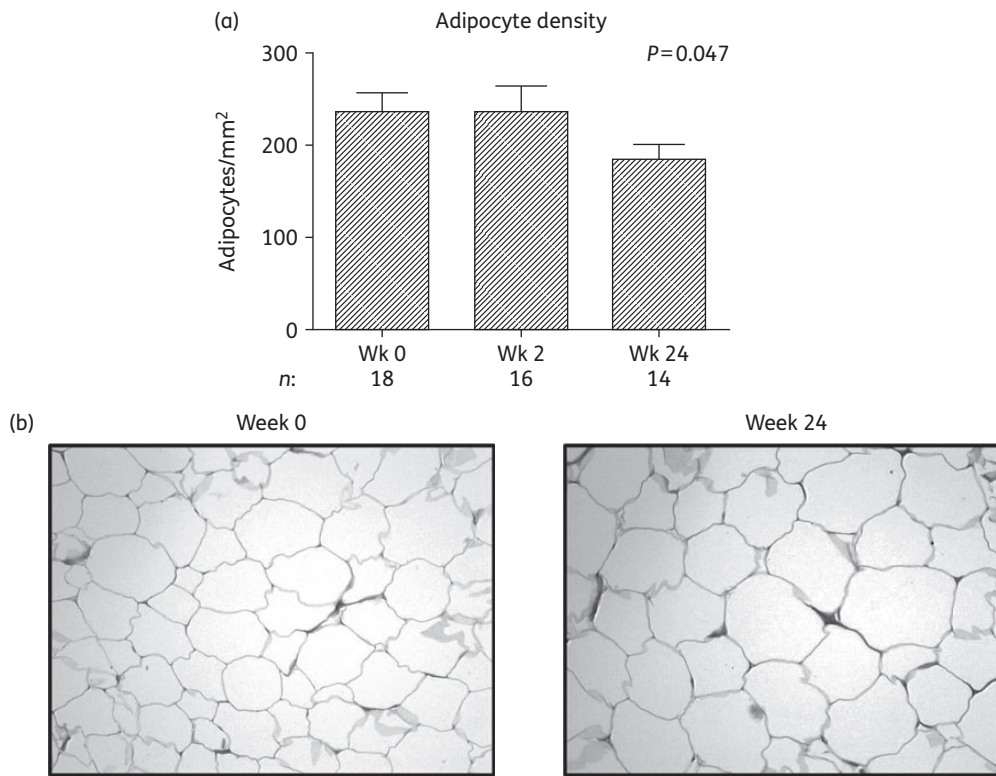 (a) Adipocyte density
P=0.047
300
200
100
0
Adipocytes/mm²
Wk 0 Wk 2 Wk 24
n: 18 16 14
(b) Week 0 Week 24